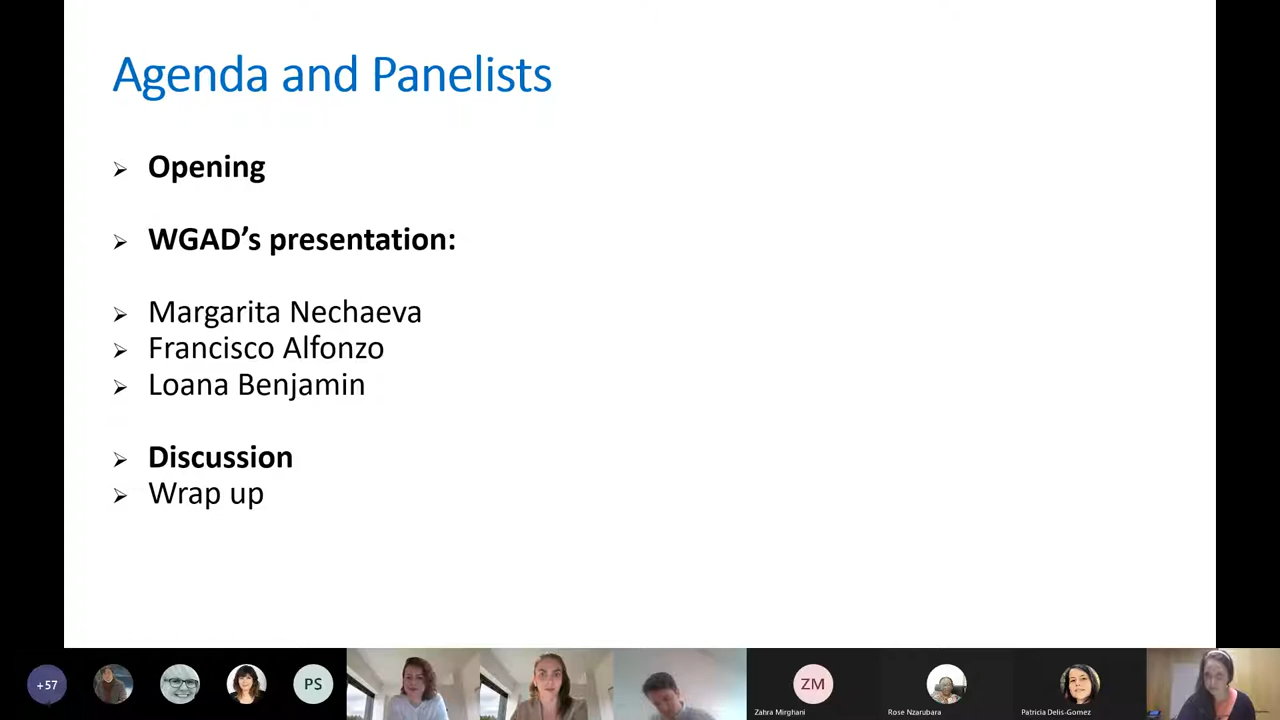 Agenda and Panelists
Opening
WGAD’s presentation:
Margarita Nechaeva
Francisco Alfonzo
Loana Benjamin
Discussion
Wrap up
+57
PS
ZM
Zahra Mirghani
Rose Nzarubara
Patricia Delis-Gomez